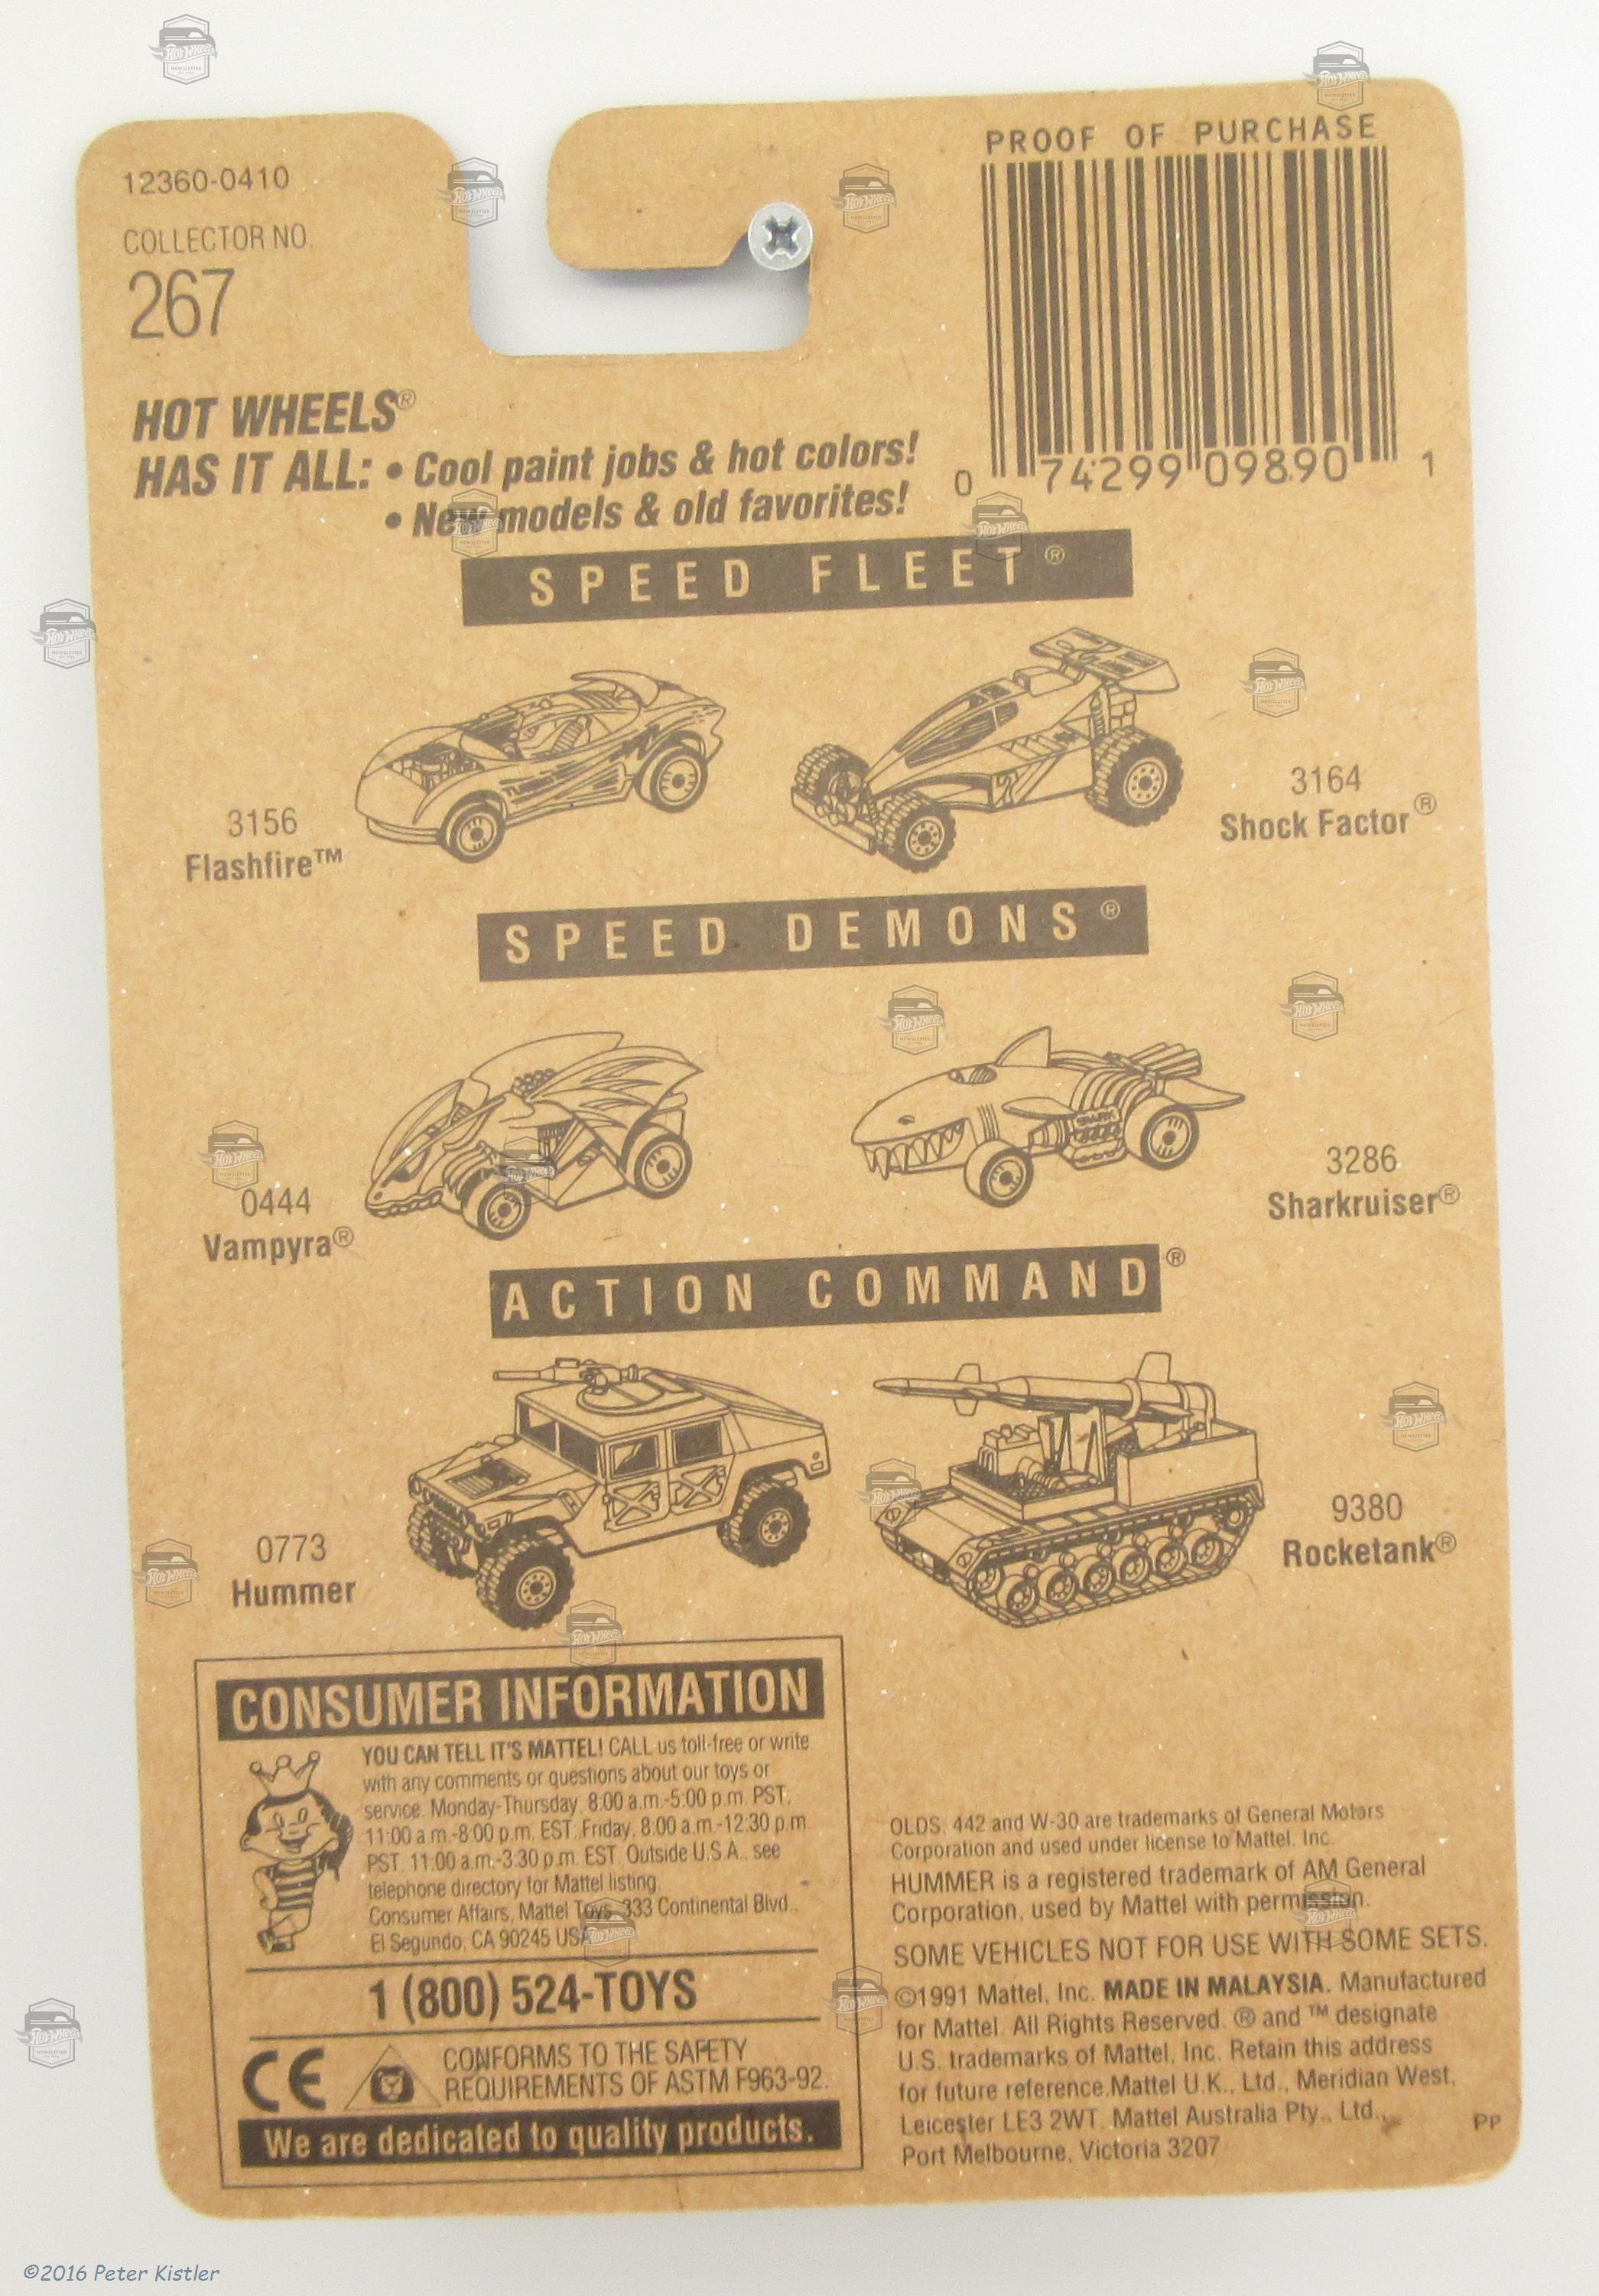 12360-0410
COLLECTOR NO.
267
PROOF OF PURCHASE
0 74299 09890 1
HOT WHEELS®
HAS IT ALL: • Cool paint jobs & hot colors!
• New models & old favorites!
SPEED FLEET®
3156
Flashfire™
3164
Shock Factor®
SPEED DEMONS®
0444
Vampyra®
3286
Sharkruiser®
ACTION COMMAND®
0773
Hummer
9380
Rocketank®
CONSUMER INFORMATION
YOU CAN TELL IT'S MATTEL! CALL us toll-free or write
with any comments or questions about our toys or
service. Monday-Thursday, 8:00 a.m.-5:00 p.m. PST;
11:00 a.m.-8:00 p.m. EST; Friday, 8:00 a.m.-12:30 p.m.
PST, 11:00 a.m.-3:30 p.m. EST. Outside U.S.A., see
telephone directory for Mattel listing.
Consumer Affairs, Mattel Toys, 333 Continental Blvd.,
El Segundo, CA 90245 USA
1 (800) 524-TOYS
CE
CONFORMS TO THE SAFETY
REQUIREMENTS OF ASTM F963-92.
We are dedicated to quality products.
OLDS, 442 and W-30 are trademarks of General Motors
Corporation and used under license to Mattel, Inc.
HUMMER is a registered trademark of AM General
Corporation, used by Mattel with permission.
SOME VEHICLES NOT FOR USE WITH SOME SETS.
©1991 Mattel, Inc. MADE IN MALAYSIA. Manufactured
for Mattel. All Rights Reserved. ® and ™ designate
U.S. trademarks of Mattel, Inc. Retain this address
for future reference.Mattel U.K., Ltd., Meridian West,
Leicester LE3 2WT. Mattel Australia Pty., Ltd.,
Port Melbourne, Victoria 3207
PP
©2016 Peter Kistler